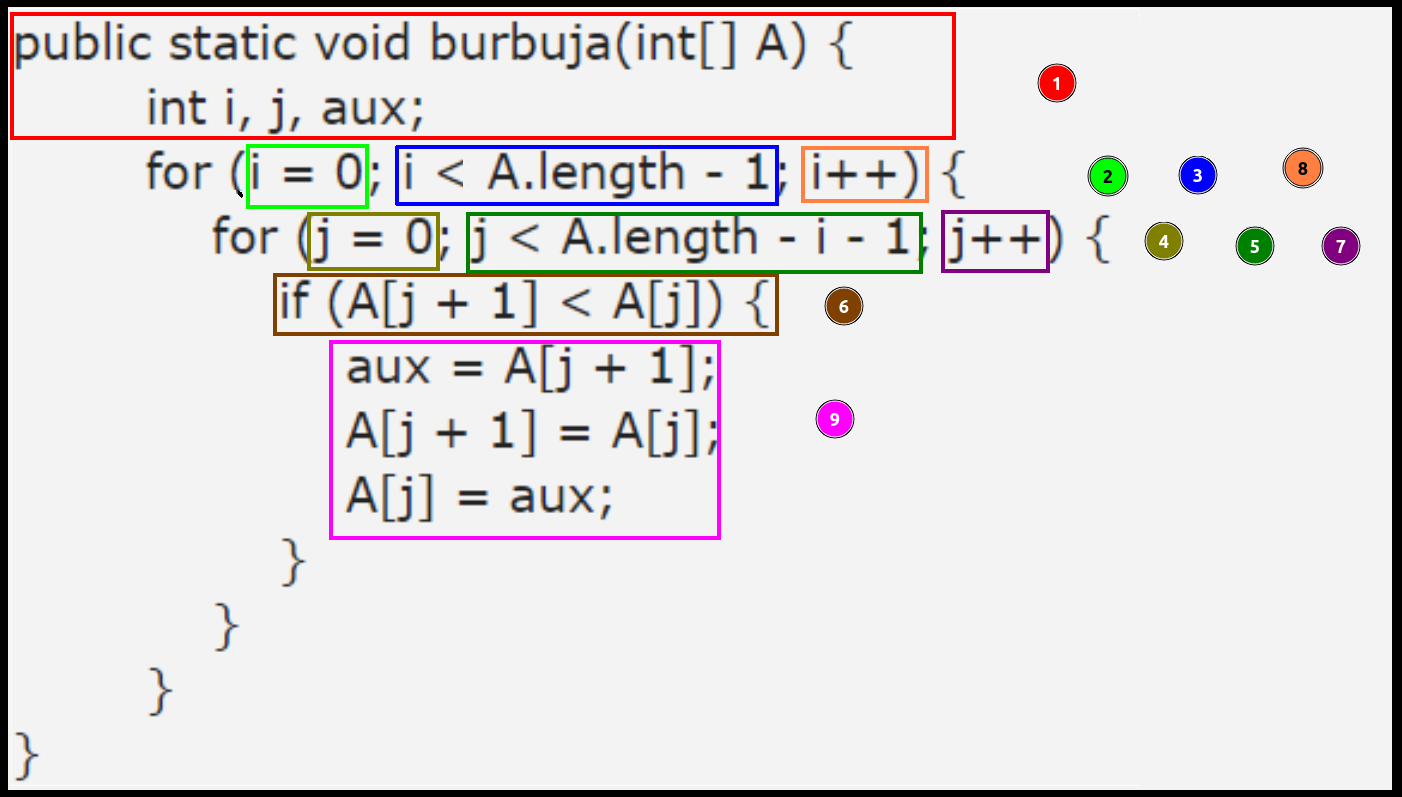 public static void burbuja(int[] A) {
int i, j, aux;
1
for (i = 0; i < A.length - 1; i++) {
2 3 8
for (j = 0; j < A.length - i - 1; j++) {
4 5 7
if (A[j + 1] < A[j]) {
6
aux = A[j + 1];
A[j + 1] = A[j];
9
A[j] = aux;
}
}
}
}